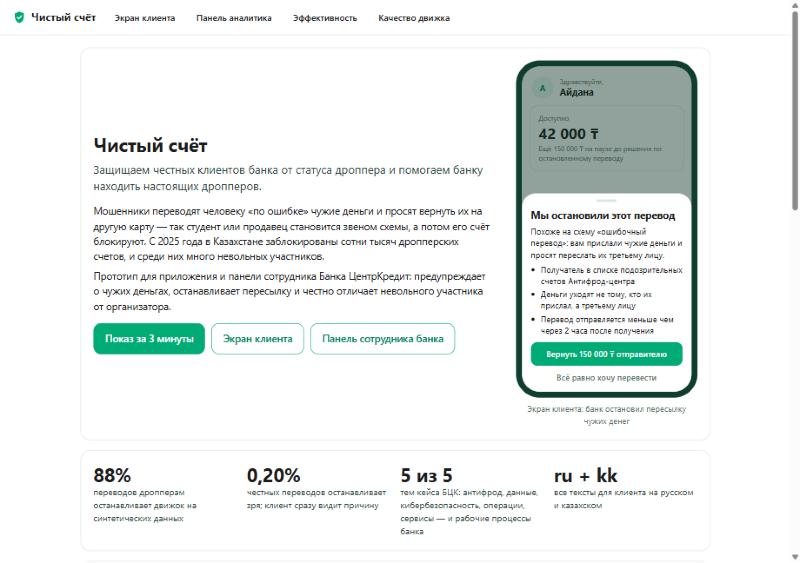 Чистый счёт
Экран клиента
Панель аналитика
Эффективность
Качество движка
Чистый счёт
Защищаем честных клиентов банка от статуса дроппера и помогаем банку
находить настоящих дропперов.
Мошенники переводят человеку «по ошибке» чужие деньги и просят вернуть их на
другую карту — так студент или продавец становится звеном схемы, а потом его счёт
блокируют. С 2025 года в Казахстане заблокированы сотни тысяч дропперских
счетов, и среди них много невольных участников.
Прототип для приложения и панели сотрудника Банка ЦентрКредит: предупреждает
о чужих деньгах, останавливает пересылку и честно отличает невольного участника
от организатора.
Показ за 3 минуты
Экран клиента
Панель сотрудника банка
Здравствуйте,
А
Айдана
Доступно
42 000 ₸
Ещё 150 000 ₸ на паузе до решения по
остановленному переводу
Мы остановили этот перевод
Похоже на схему «ошибочный
перевод»: вам прислали чужие деньги и
просят переслать их третьему лицу.
• Получатель в списке подозрительных
счетов Антифрод-центра
• Деньги уходят не тому, кто их
прислал, а третьему лицу
• Перевод отправляется меньше чем
через 2 часа после получения
Вернуть 150 000 ₸ отправителю
Всё равно хочу перевести
Экран клиента: банк остановил пересылку
чужих денег
88%
переводов дропперам
останавливает движок на
синтетических данных
0,20%
честных переводов останавливает
зря; клиент сразу видит причину
5 из 5
тем кейса БЦК: антифрод, данные,
кибербезопасность, операции,
сервисы — и рабочие процессы
банка
ru + kk
все тексты для клиента на русском
и казахском